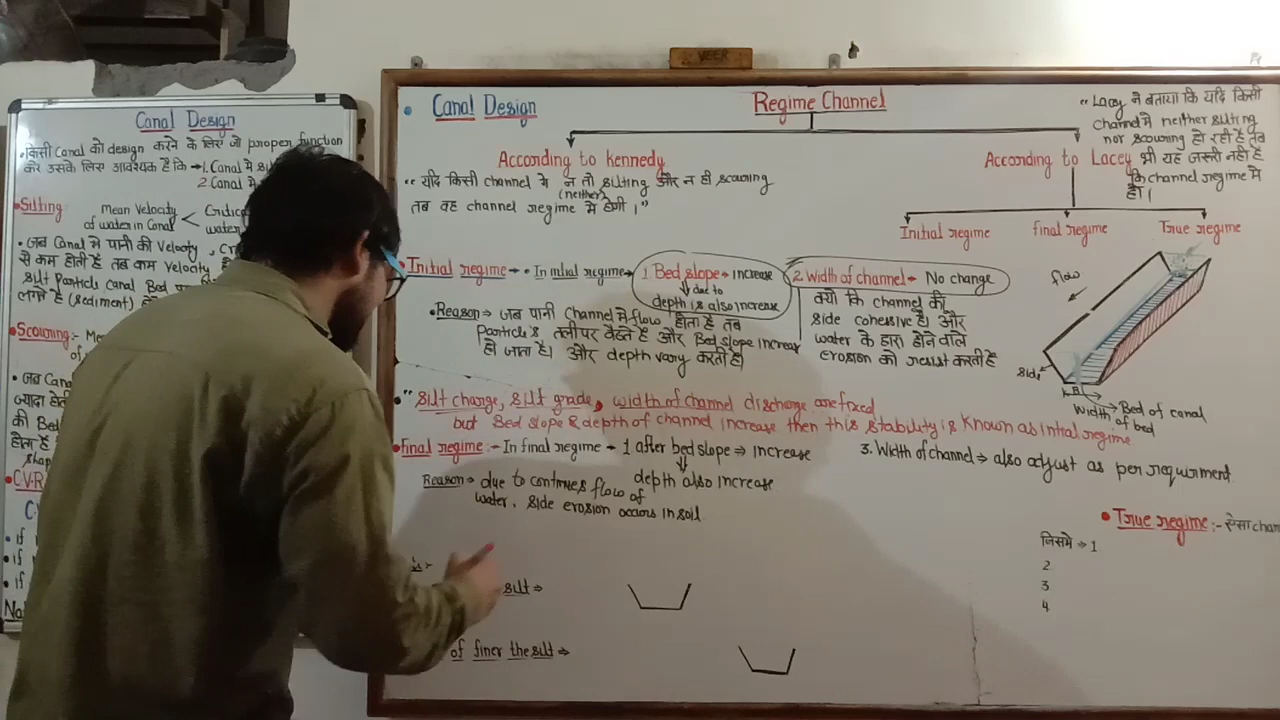 VEER
Canal Design
•किसी Canal को design करने के लिए जो proper function
करे उसके लिए आवश्यक है कि → 1. Canal मे
2. Canal मे
•Silting
Mean Velocity
of water in Canal <
water
•जब Canal मे पानी की Velocity,
से कम होती है तब कम Velocity
silt Particle canal Bed
लगते है (sediment)
•Scouring:-
of
•जब Canal
ज्यादा होती
की Bed
होता है
shap
•C.V.R
•if
•if
•if
• Canal Design
Regime Channel
According to Kennedy
"यदि किसी channel मे न तो silting और न ही scouring
(neither)
तब वह channel regime मे होगी।"
According to Lacey
"Lacey ने बताया कि यदि किसी
channel मे neither silting
nor scouring हो रही है तब
भी यह जरूरी नही है
कि channel regime मे
हो।
Initial regime
final regime
True regime
•Initial regime → • In initial regime → 1 Bed slope → increase
due to
depth is also increase
2. Width of channel → No change
•Reason ⇒ जब पानी Channel मे flow होता है तब
Particle's तली पर बैठते है और Bed slope increase
हो जाता है। और depth vary करती है।
क्यो कि channel की
side cohessive है। और
water के द्वारा होने वाले
erosion को resist करती है
flow
side
B
Bed of canal
Width
of bed
•"silt change, silt grade, width of channel discharge are fixed
but Bed slope & depth of channel increase then this stability is known as intial regime
•final regime :- In final regime → 1 after bed slope ⇒ increase
depth also increase
3. Width of channel ⇒ also adjust as per requirment
Reason → due to continues flow of
water, side erosion occurs in soil
•True regime :- ऐसा chan
जिसमे ⇒ 1
2
3
4
silt ⇒
of finer the silt ⇒